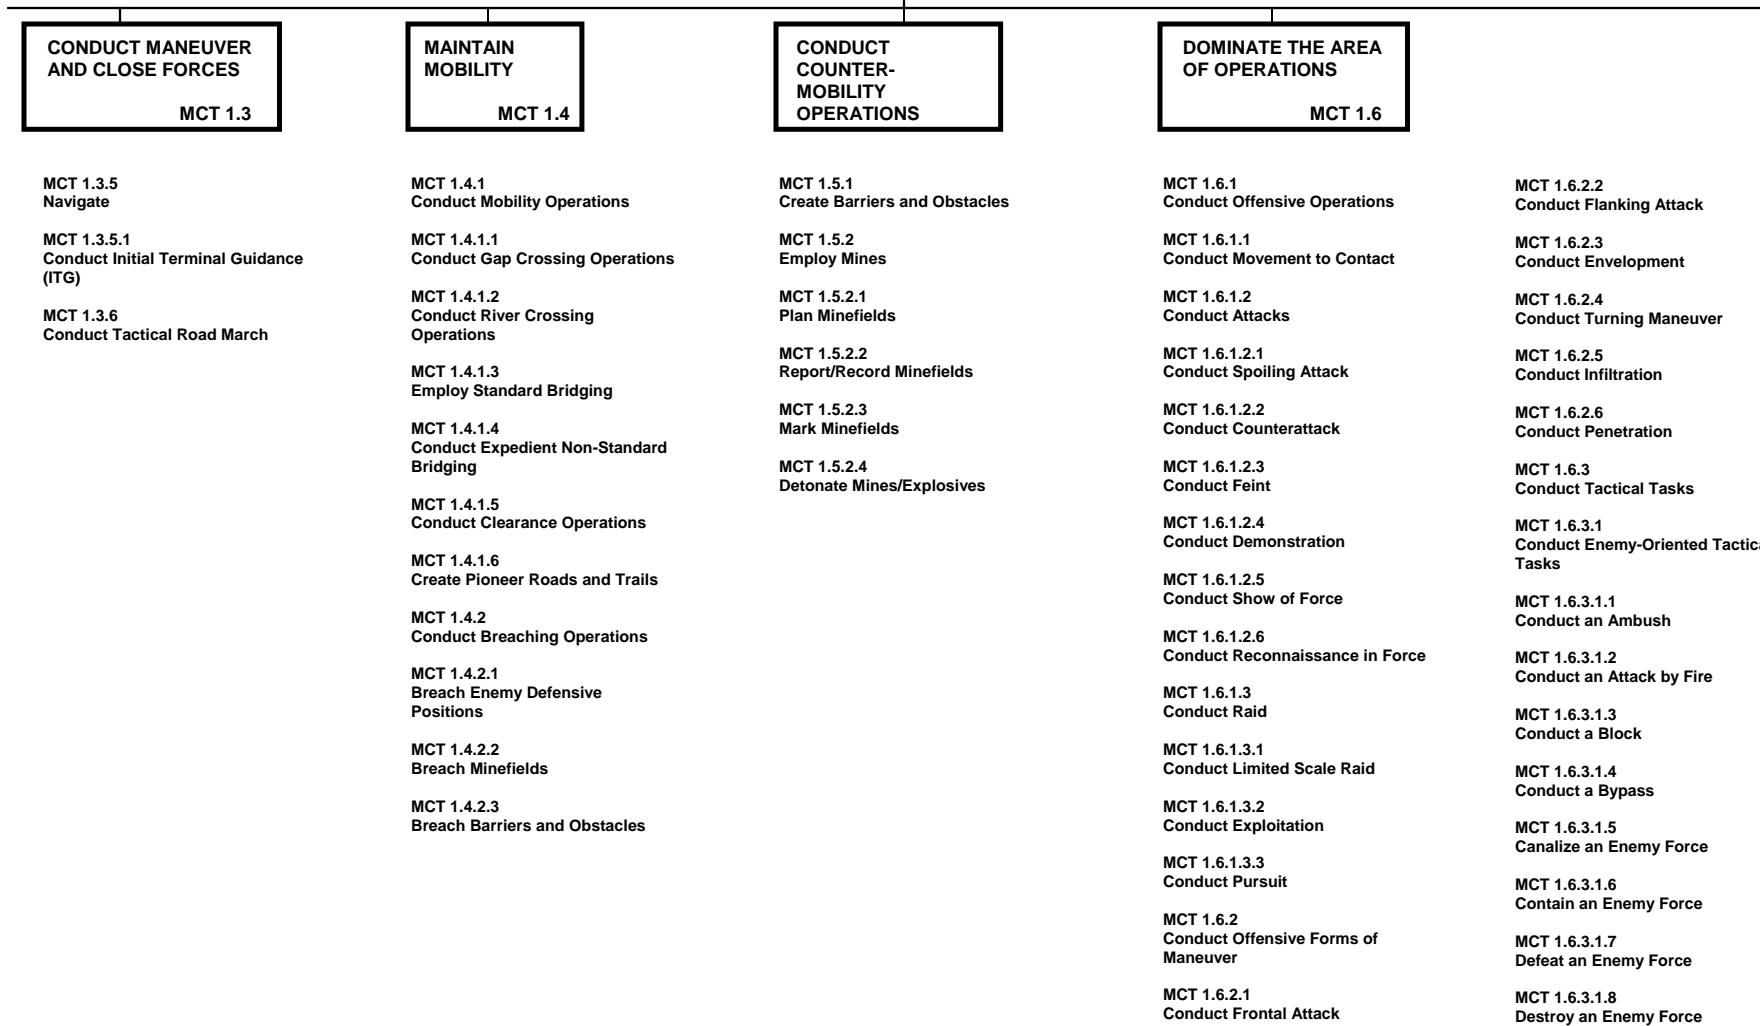 CONDUCT MANEUVER
AND CLOSE FORCES
MCT 1.3
MAINTAIN
MOBILITY
MCT 1.4
CONDUCT
COUNTER-
MOBILITY
OPERATIONS
DOMINATE THE AREA
OF OPERATIONS
MCT 1.6
MCT 1.3.5
Navigate
MCT 1.3.5.1
Conduct Initial Terminal Guidance
(ITG)
MCT 1.3.6
Conduct Tactical Road March
MCT 1.4.1
Conduct Mobility Operations
MCT 1.4.1.1
Conduct Gap Crossing Operations
MCT 1.4.1.2
Conduct River Crossing
Operations
MCT 1.4.1.3
Employ Standard Bridging
MCT 1.4.1.4
Conduct Expedient Non-Standard
Bridging
MCT 1.4.1.5
Conduct Clearance Operations
MCT 1.4.1.6
Create Pioneer Roads and Trails
MCT 1.4.2
Conduct Breaching Operations
MCT 1.4.2.1
Breach Enemy Defensive
Positions
MCT 1.4.2.2
Breach Minefields
MCT 1.4.2.3
Breach Barriers and Obstacles
MCT 1.5.1
Create Barriers and Obstacles
MCT 1.5.2
Employ Mines
MCT 1.5.2.1
Plan Minefields
MCT 1.5.2.2
Report/Record Minefields
MCT 1.5.2.3
Mark Minefields
MCT 1.5.2.4
Detonate Mines/Explosives
MCT 1.6.1
Conduct Offensive Operations
MCT 1.6.1.1
Conduct Movement to Contact
MCT 1.6.1.2
Conduct Attacks
MCT 1.6.1.2.1
Conduct Spoiling Attack
MCT 1.6.1.2.2
Conduct Counterattack
MCT 1.6.1.2.3
Conduct Feint
MCT 1.6.1.2.4
Conduct Demonstration
MCT 1.6.1.2.5
Conduct Show of Force
MCT 1.6.1.2.6
Conduct Reconnaissance in Force
MCT 1.6.1.3
Conduct Raid
MCT 1.6.1.3.1
Conduct Limited Scale Raid
MCT 1.6.1.3.2
Conduct Exploitation
MCT 1.6.1.3.3
Conduct Pursuit
MCT 1.6.2
Conduct Offensive Forms of
Maneuver
MCT 1.6.2.1
Conduct Frontal Attack
MCT 1.6.2.2
Conduct Flanking Attack
MCT 1.6.2.3
Conduct Envelopment
MCT 1.6.2.4
Conduct Turning Maneuver
MCT 1.6.2.5
Conduct Infiltration
MCT 1.6.2.6
Conduct Penetration
MCT 1.6.3
Conduct Tactical Tasks
MCT 1.6.3.1
Conduct Enemy-Oriented
Tasks
MCT 1.6.3.1.1
Conduct an Ambush
MCT 1.6.3.1.2
Conduct an Attack by Fire
MCT 1.6.3.1.3
Conduct a Block
MCT 1.6.3.1.4
Conduct a Bypass
MCT 1.6.3.1.5
Canalize an Enemy Force
MCT 1.6.3.1.6
Contain an Enemy Force
MCT 1.6.3.1.7
Defeat an Enemy Force
MCT 1.6.3.1.8
Destroy an Enemy Force